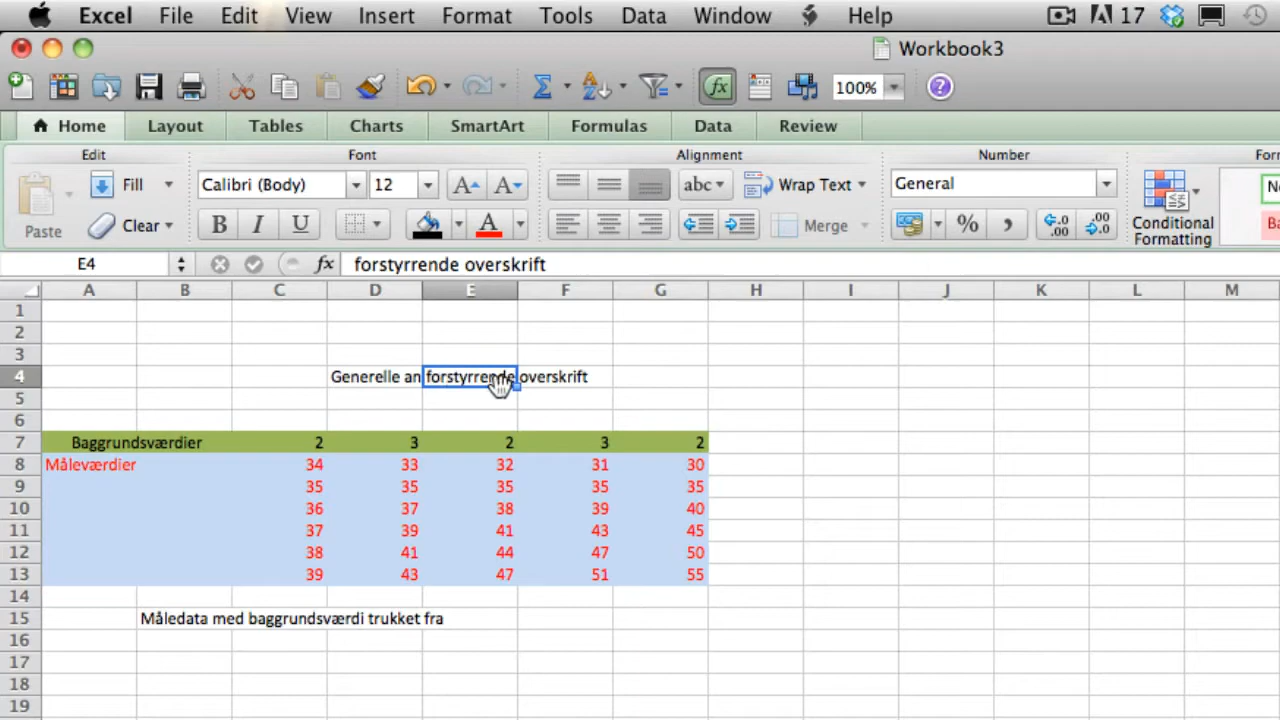 Excel File Edit View Insert Format Tools Data Window Help 17
Workbook3
100%
Home Layout Tables Charts SmartArt Formulas Data Review
Edit Font Alignment Number
Fill Calibri (Body) 12 abc Wrap Text General
Paste Clear B I U A Merge % Conditional Formatting
E4 fx forstyrrende overskrift
A B C D E F G H I J K L M
1
2
3
4 Generelle an forstyrrende overskrift
5
6
7 Baggrundsværdier 2 3 2 3 2
8 Måleværdier 34 33 32 31 30
9 35 35 35 35 35
10 36 37 38 39 40
11 37 39 41 43 45
12 38 41 44 47 50
13 39 43 47 51 55
14
15 Måledata med baggrundsværdi trukket fra
16
17
18
19